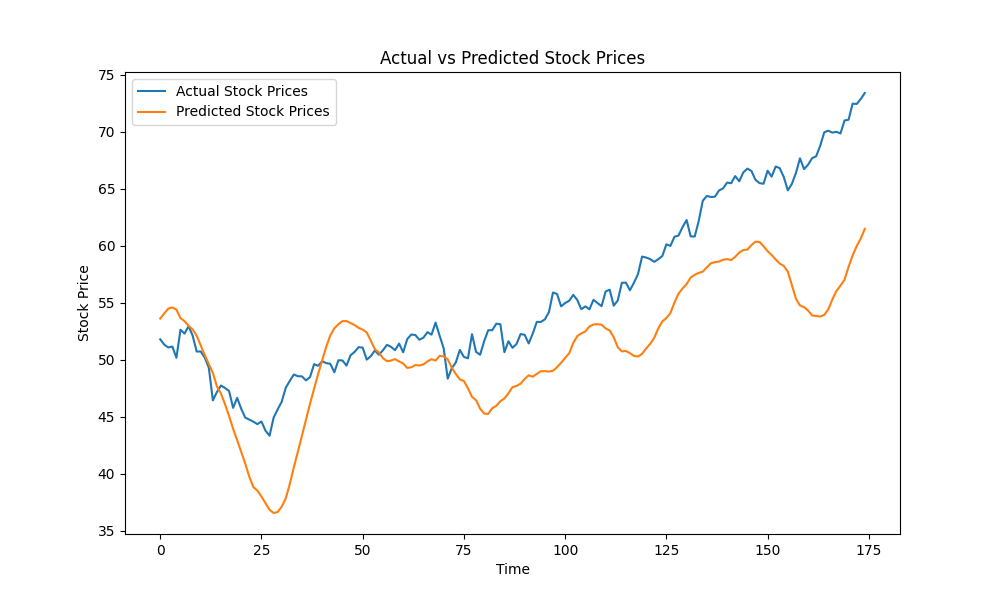 Actual vs Predicted Stock Prices
Actual Stock Prices
Predicted Stock Prices
Stock Price
75
70
65
60
55
50
45
40
35
0 25 50 75 100 125 150 175
Time